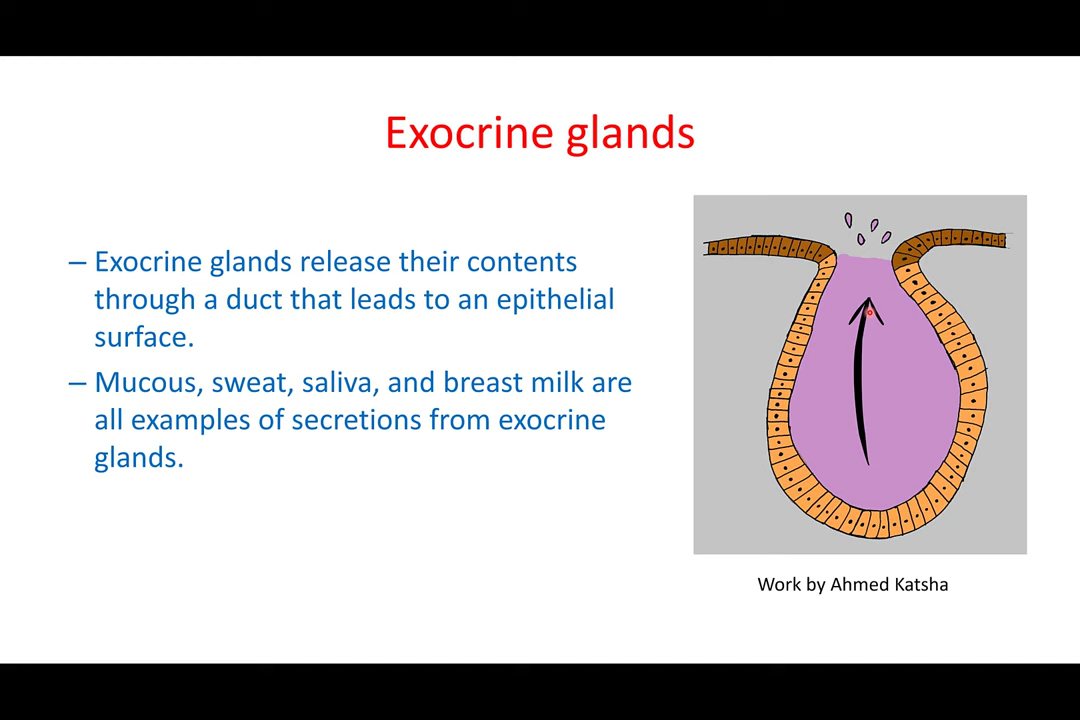 Exocrine glands
– Exocrine glands release their contents
through a duct that leads to an epithelial
surface.
– Mucous, sweat, saliva, and breast milk are
all examples of secretions from exocrine
glands.
Work by Ahmed Katsha